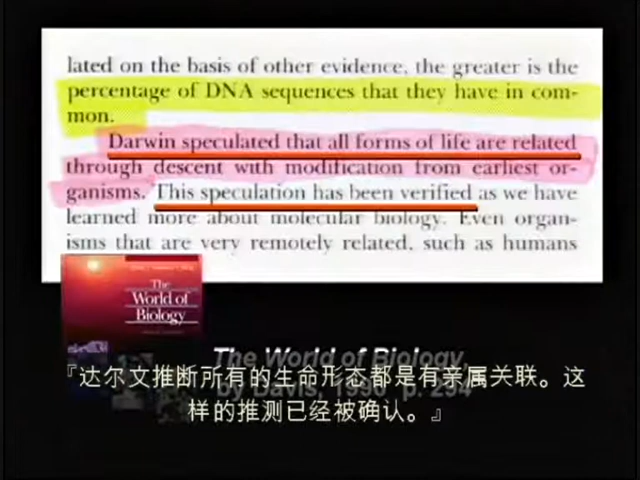 lated on the basis of other evidence, the greater is the
percentage of DNA sequences that they have in com-
mon.
Darwin speculated that all forms of life are related
through descent with modification from earliest or-
ganisms. This speculation has been verified as we have
learned more about molecular biology. Even organ-
isms that are very remotely related, such as humans
The
World of
Biology
The World of Biology,
by Davis, 1990 p. 294
『达尔文推断所有的生命形态都是有亲属关联。这
样的推测已经被确认。』